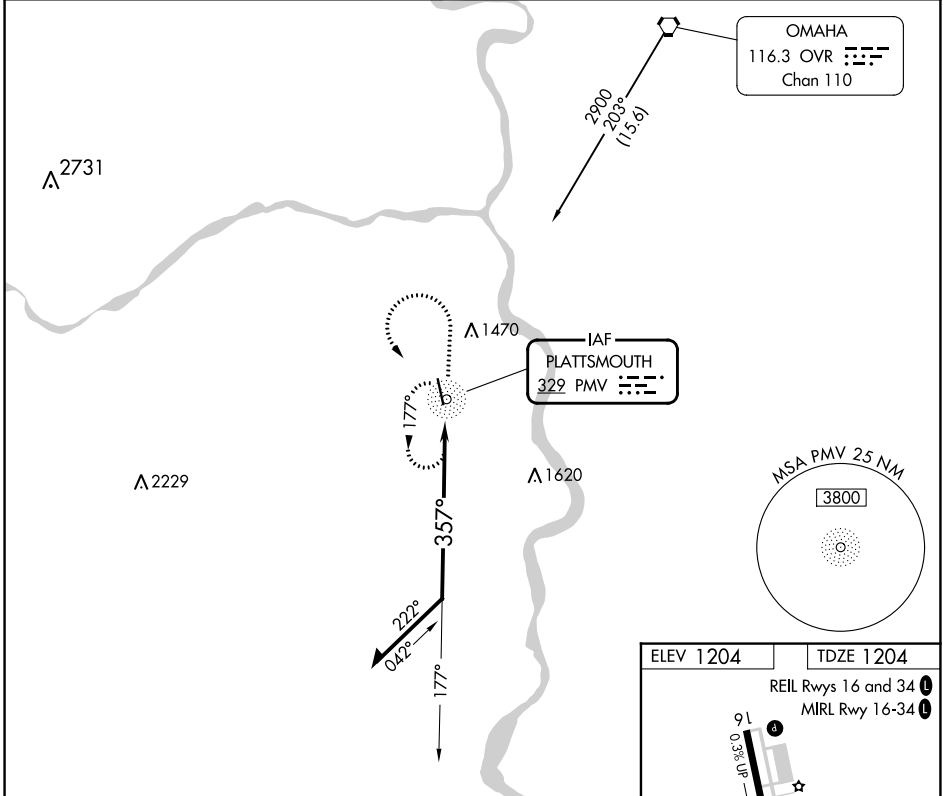 OMAHA
116.3 OVR
Chan 110
2900
203°
(15.6)
2731
1470
IAF
PLATTSMOUTH
329 PMV
177°
2229
1620
MSA PMV 25 NM
3800
357°
222°
042°
177°
ELEV 1204
TDZE 1204
REIL Rwys 16 and 34 L
MIRL Rwy 16-34 L
16
P
0.3% UP